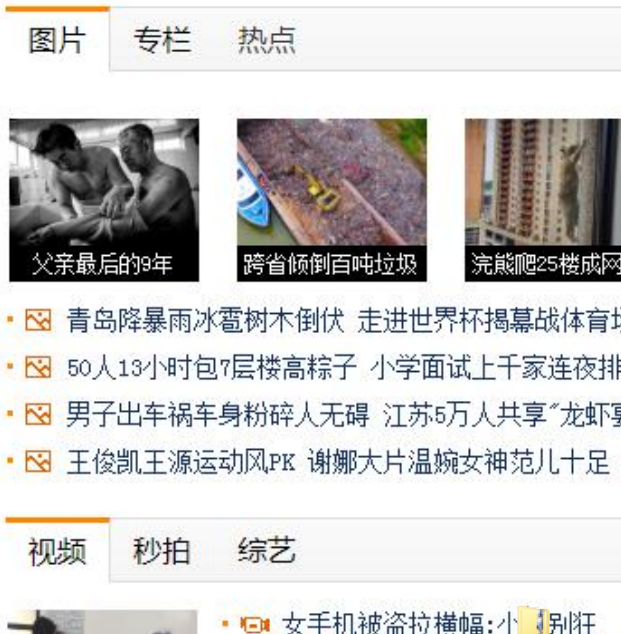 图片 专栏 热点
父亲最后的9年 跨省倾倒百吨垃圾 浣熊爬25楼成网
青岛降暴雨冰雹树木倒伏 走进世界杯揭幕战体育
50人13小时包7层楼高粽子 小学面试上千家连夜排
男子出车祸车身粉碎人无碍 江苏5万人共享"龙虾宴
王俊凯王源运动风PK 谢娜大片温婉女神范儿十足
视频 秒拍 综艺
女手机被盗拉横幅:小 别狂